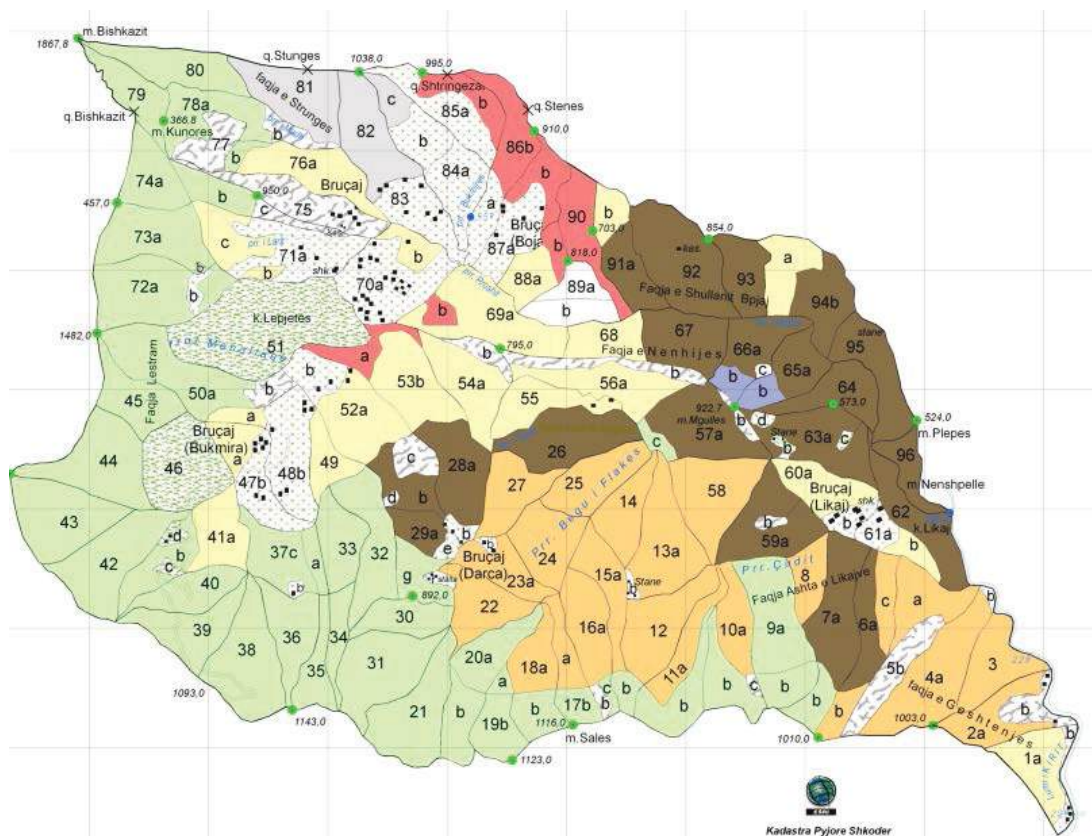 m.Bishkazit
1867,8
q.Stunges
1038,0
995,0
q.Shtringeza
80
81
c
85a
b
q.Stenes
faqja e Strunges
79
78a
910,0
q.Bishkazit
366,8
m.Kunores
77
b
82
b
86b
b
76a
84a
b
74a
b
950,0
Bruçaj
83
457,0
c
75
a
Bruçaj
(Boja
90
b
703,0
854,0
73a
c
71a
b
87a
b
818,0
91a
92
93
a
b
shk.
70a
88a
89a
Faqja e Shullanit Bpjaj
94b
72a
b
k.Lepjetës
69a
b
b
67
stane
1482,0
51
795,0
68
66a
95
a
b
Faqja e Nenhijes
c
65a
Faqja Lestram
b
b
53b
54a
56a
b
b
b
64
50a
55
573,0
45
a
52a
922,7
b
d
524,0
Bruçaj
(Bukmira)
m.Mgulles
57a
Stane
63a
c
m.Plepes
44
46
a
49
c
28a
26
c
b
96
47b
48b
27
25
58
60a
m.Nenshpelle
d
b
14
Bruçaj
(Likaj)
shk.
43
Prr. Begu i Flakes
b
62
d
41a
29a
b
b
61a
k.Likaj
42
b
37c
33
32
e
b
Bruçaj
(Darça)
24
13a
59a
b
c
a
Prr. Çadit
40
b
g
23a
15a
Stane
8
Faqja Ashta e Likajve
892,0
b
c
a
b
39
36
34
30
22
12
10a
9a
7a
6a
38
16a
3
20a
35
31
18a
a
11a
5b
4a
1093,0
a
c
b
c
b
b
faqja e Geshtenjes
b
21
b
b
17b
b
b
b
1143,0
19b
1116,0
1003,0
2a
b
m.Sales
1010,0
1a
1123,0
Kadastra Pyjore Shkoder